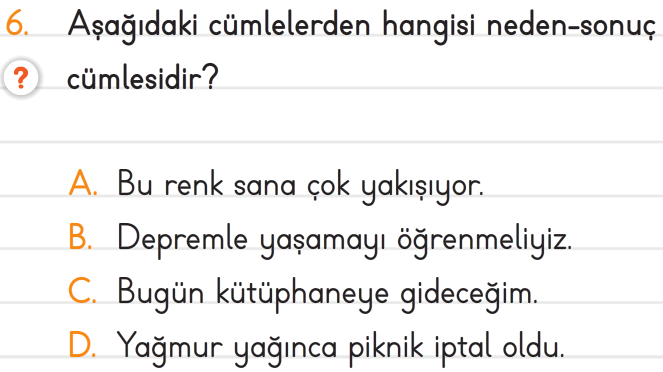 6. Aşağıdaki cümlelerden hangisi neden-sonuç
? cümlesidir?
A. Bu renk sana çok yakışıyor.
B. Depremle yaşamayı öğrenmeliyiz.
C. Bugün kütüphaneye gideceğim.
D. Yağmur yağınca piknik iptal oldu.